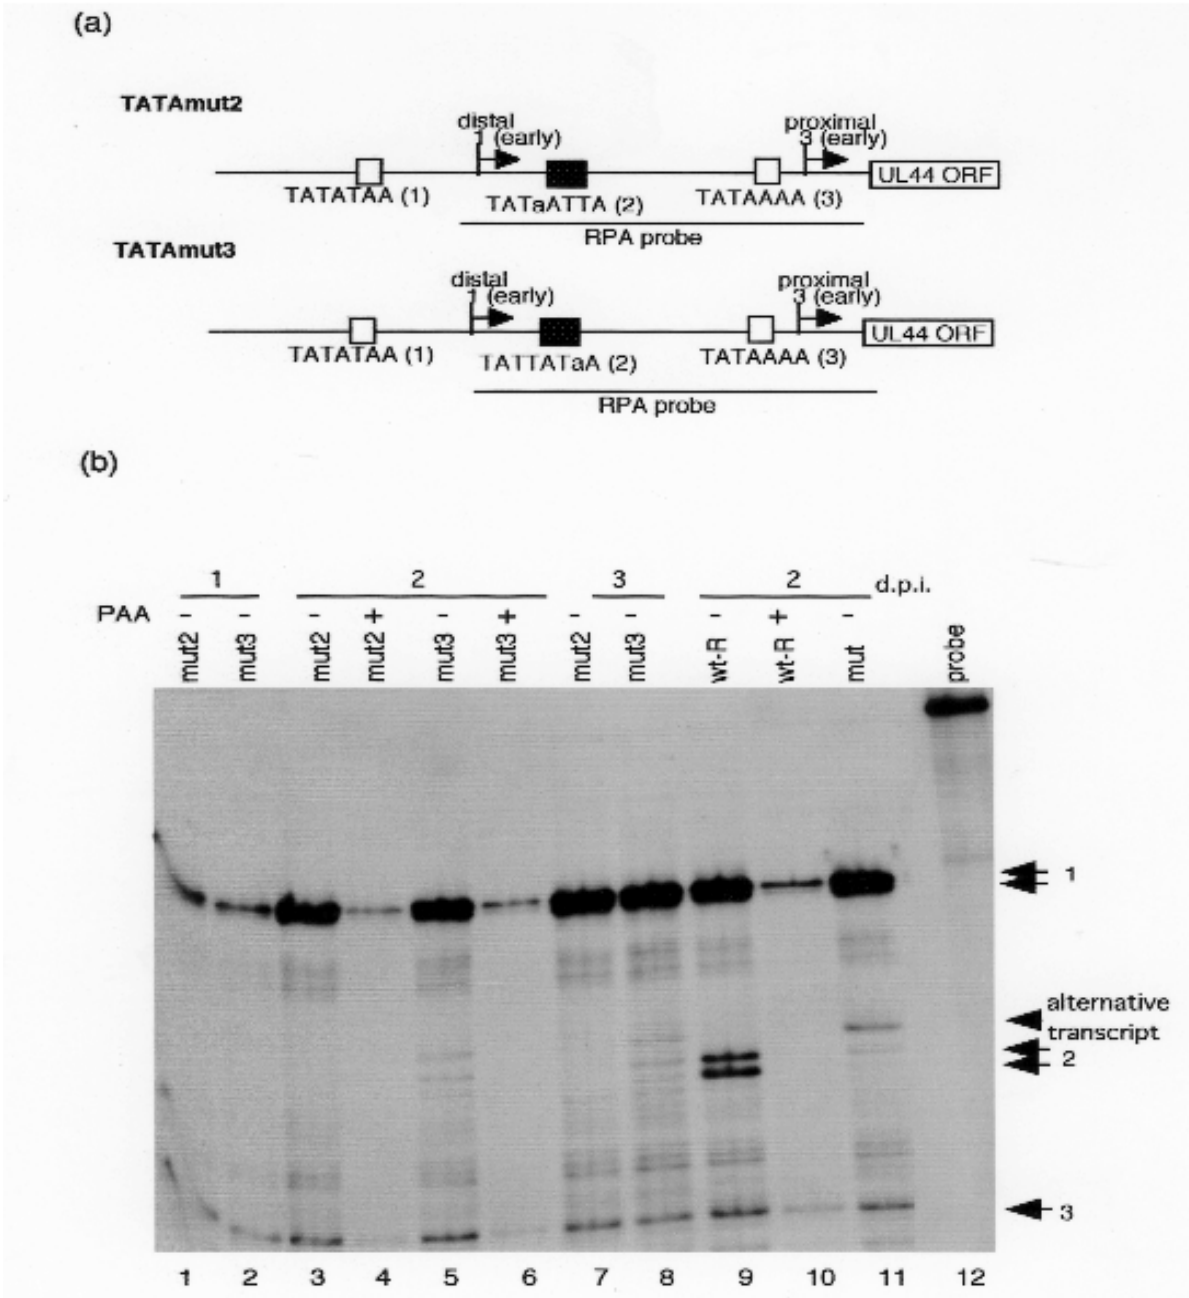 (a)
TATAmut2
distal
1 (early)
proximal
3 (early)
UL44 ORF
TATATAA (1)
TATaATTA (2)
TATAAAA (3)
RPA probe
TATAmut3
distal
1 (early)
proximal
3 (early)
UL44 ORF
TATATAA (1)
TATTATaA (2)
TATAAAA (3)
RPA probe
(b)
1 2 3 2 d.p.i.
PAA - - - + - + - - - + -
mut2 mut3 mut2 mut2 mut3 mut3 mut2 mut3 wt-R wt-R mut probe
1
alternative
transcript
2
3
1 2 3 4 5 6 7 8 9 10 11 12